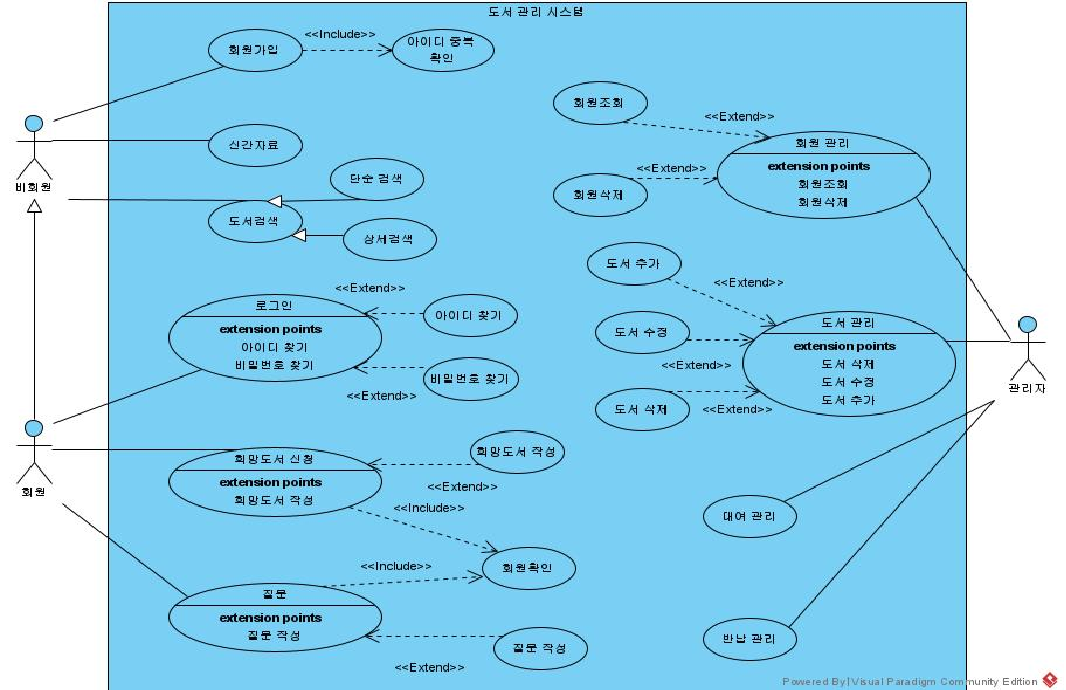 도서 관리 시스템
회원가입
<<Include>>
아이디 중복
확인
비회원
신간자료
단순 검색
도서검색
상세검색
회원조회
<<Extend>>
회원 관리
extension points
회원조회
회원삭제
<<Extend>>
회원삭제
도서 추가
<<Extend>>
도서 수정
<<Extend>>
도서 삭제
<<Extend>>
도서 관리
extension points
도서 삭제
도서 수정
도서 추가
관리자
<<Extend>>
로그인
extension points
아이디 찾기
비밀번호 찾기
아이디 찾기
비밀번호 찾기
<<Extend>>
회원
희망도서 신청
extension points
희망도서 작성
희망도서 작성
<<Extend>>
<<Include>>
대여 관리
<<Include>>
회원확인
질문
extension points
질문 작성
질문 작성
<<Extend>>
반납 관리
Powered By Visual Paradigm Community Edition